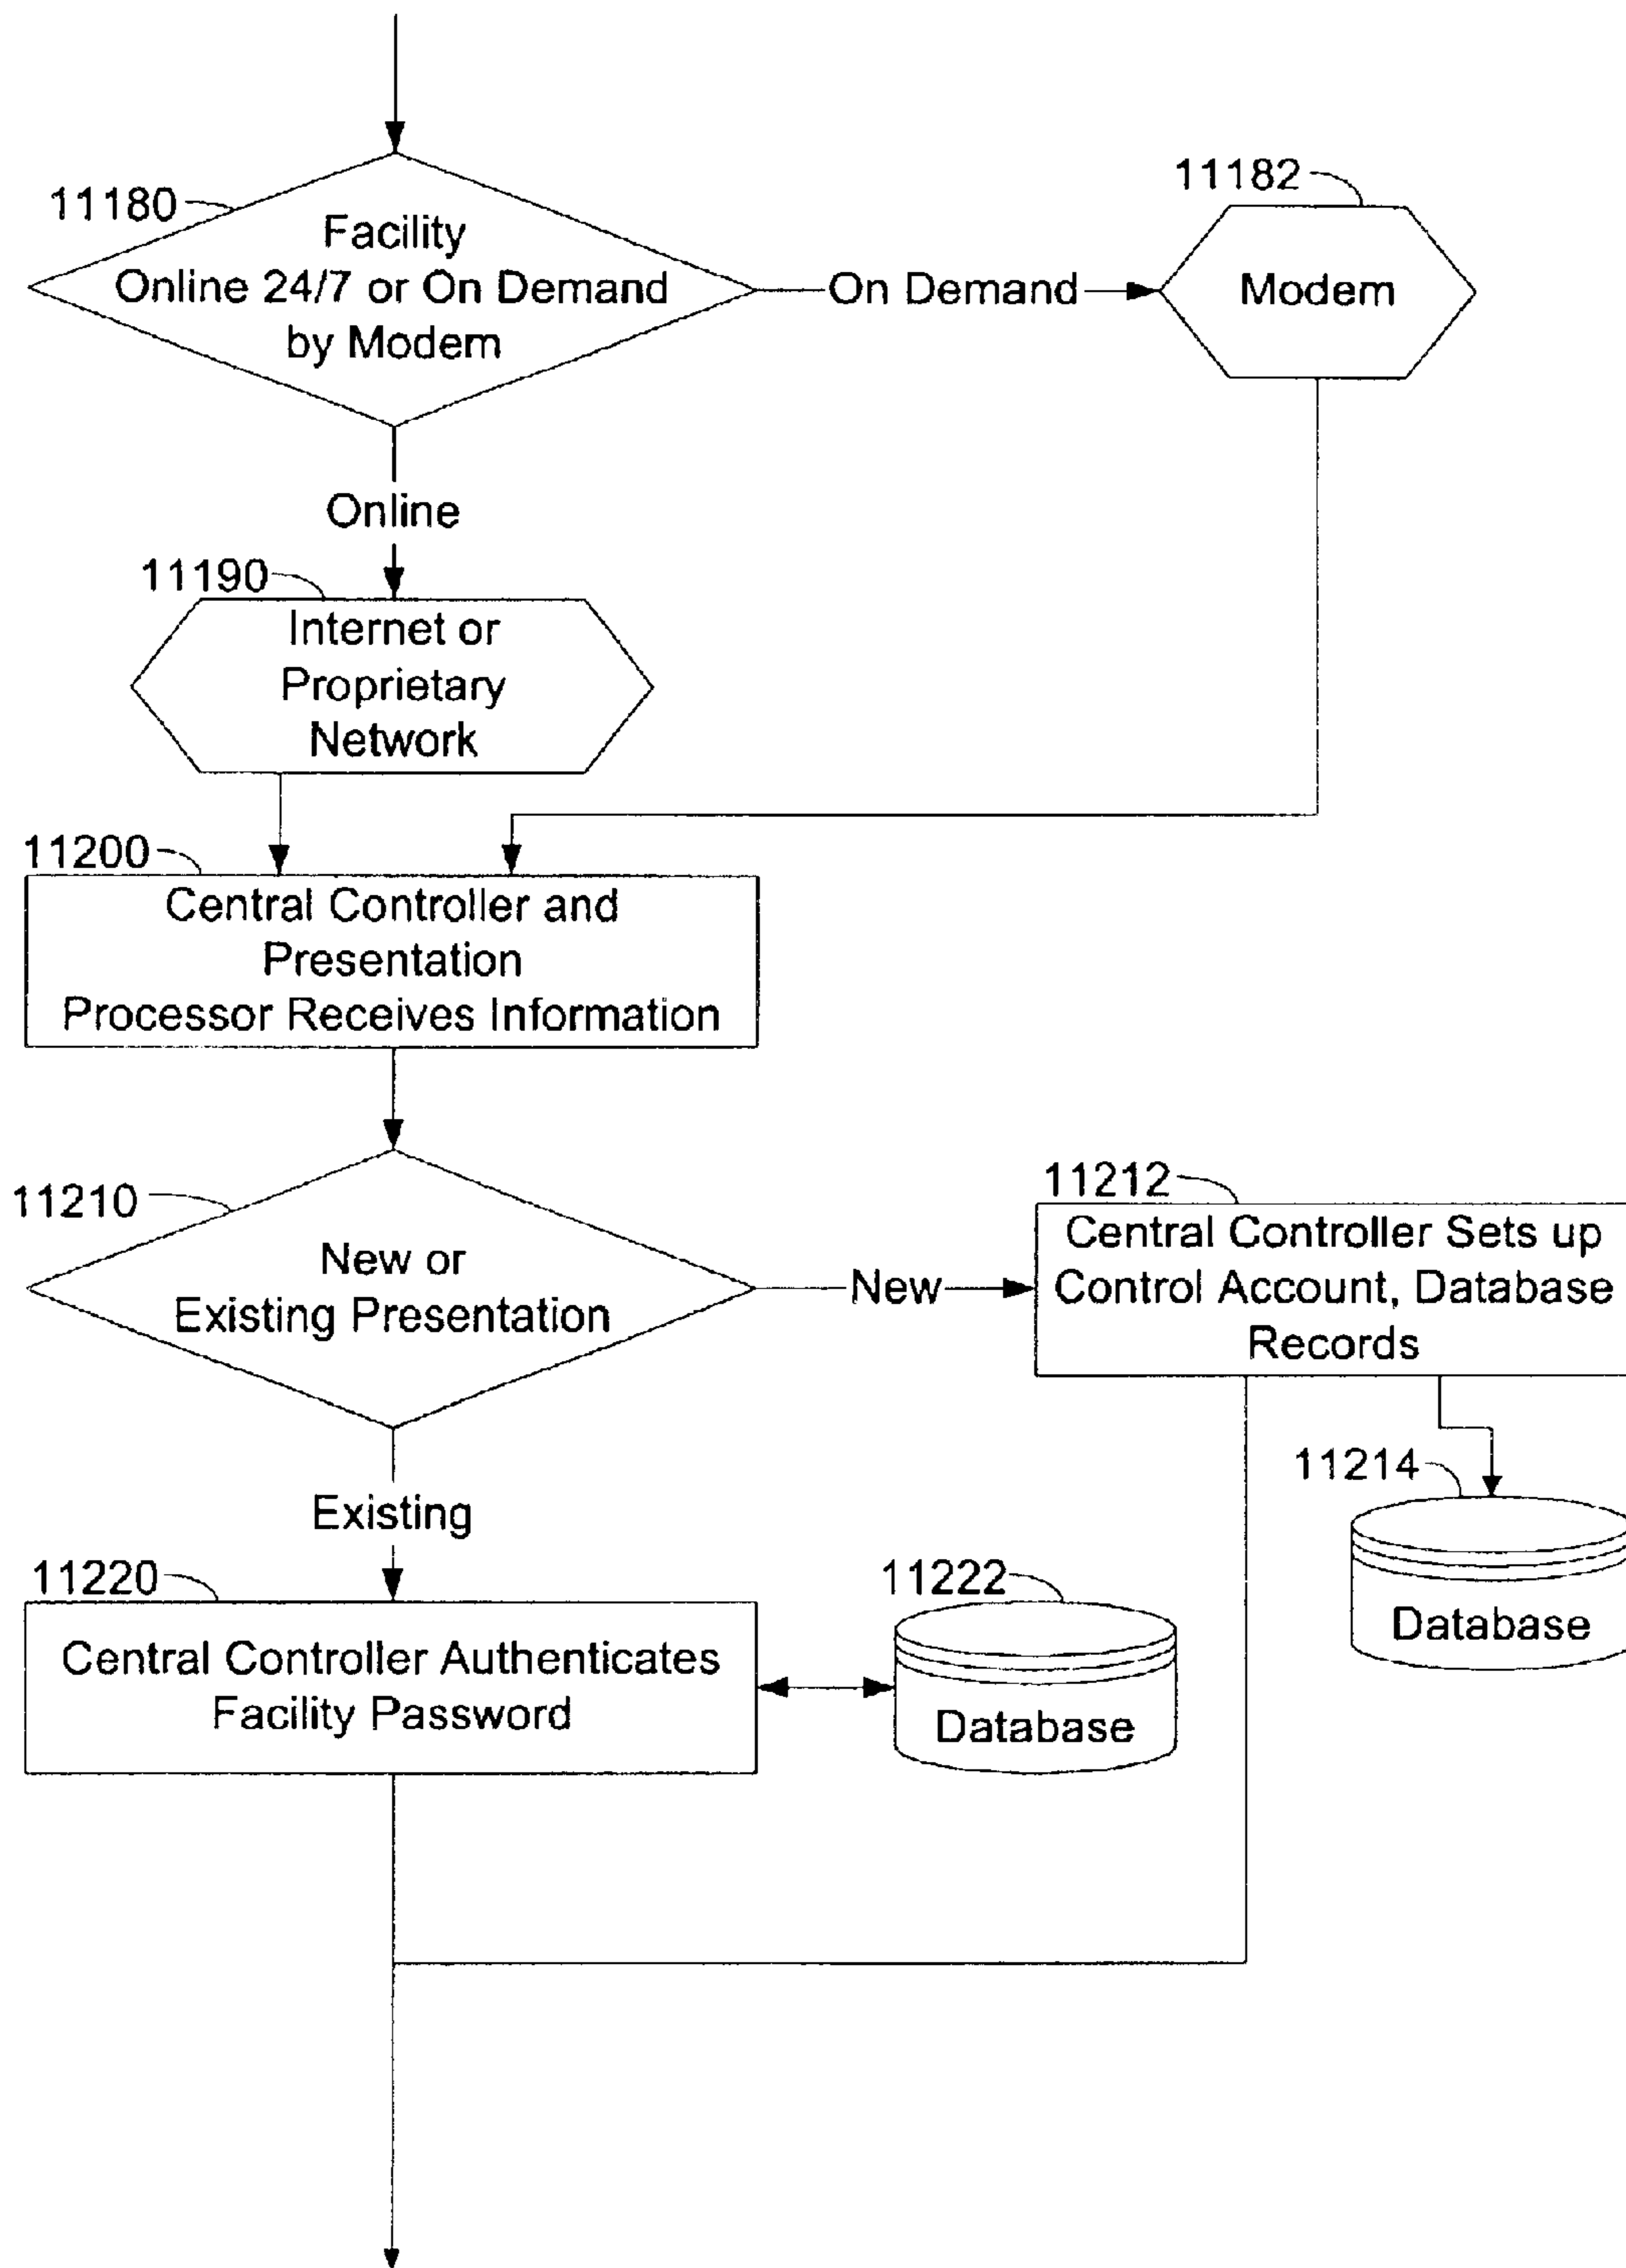 11180
Facility
Online 24/7 or On Demand
by Modem
On Demand
11182
Modem
Online
11190
Internet or
Proprietary
Network
11200
Central Controller and
Presentation
Processor Receives Information
11210
New or
Existing Presentation
New
11212
Central Controller Sets up
Control Account, Database
Records
11214
Database
Existing
11220
Central Controller Authenticates
Facility Password
11222
Database